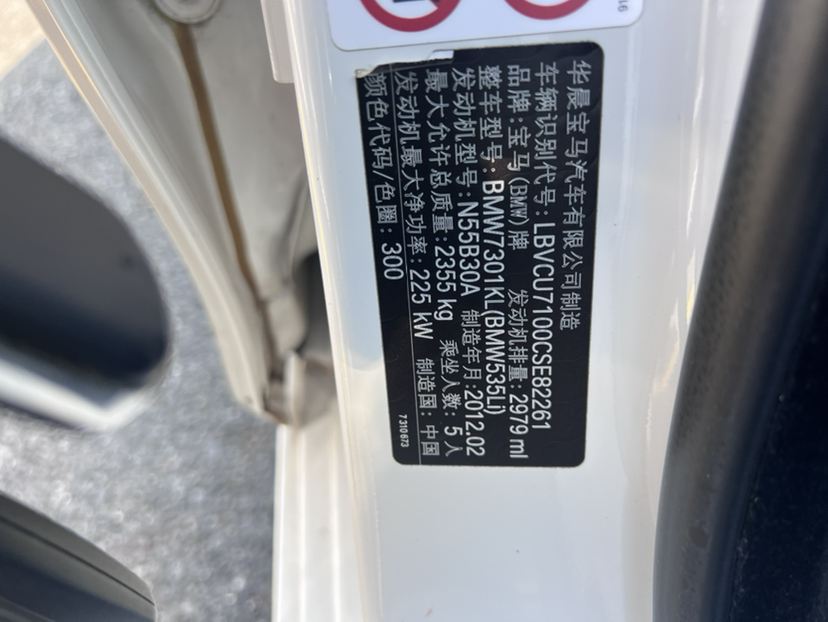 华晨宝马汽车有限公司制造
车辆识别代号:LBVCU7100CSE82261
品牌:宝马(BMW)牌 发动机排量:2979 ml
整车型号:BMW7301KL(BMW535Li)
发动机型号:N55B30A 制造年月:2012.02
最大允许总质量:2355 kg 乘坐人数:5人
发动机最大净功率:225 kW 制造国:中国
颜色代码/色圈:300
7310673